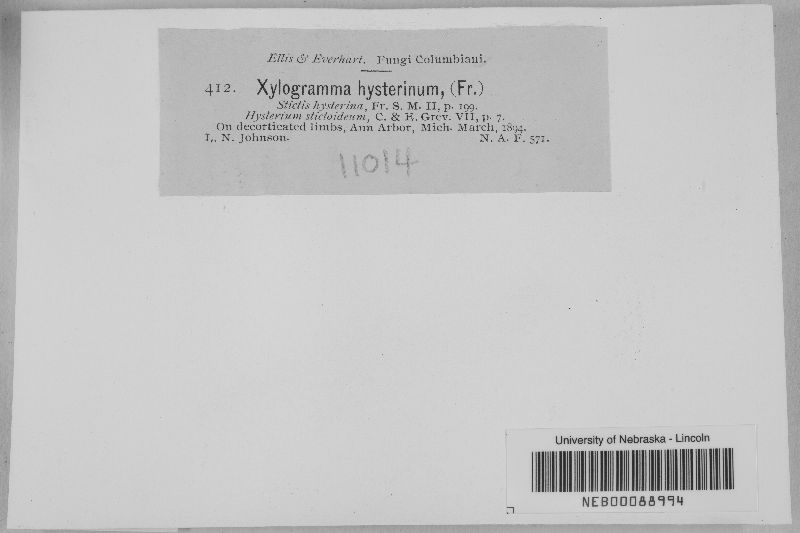 Ellis & Everhart. Fungi Columbiani.
412. Xylogramma hysterinum, (Fr.)
Stictis hysterina, Fr. S. M. II, p. 199.
Hysterium stictoideum, C. & E. Grev. VII, p. 7.
On decorticated limbs, Ann Arbor, Mich. March, 1894.
L. N. Johnson. N. A. F. 571.
11014
University of Nebraska - Lincoln
NEB00088994